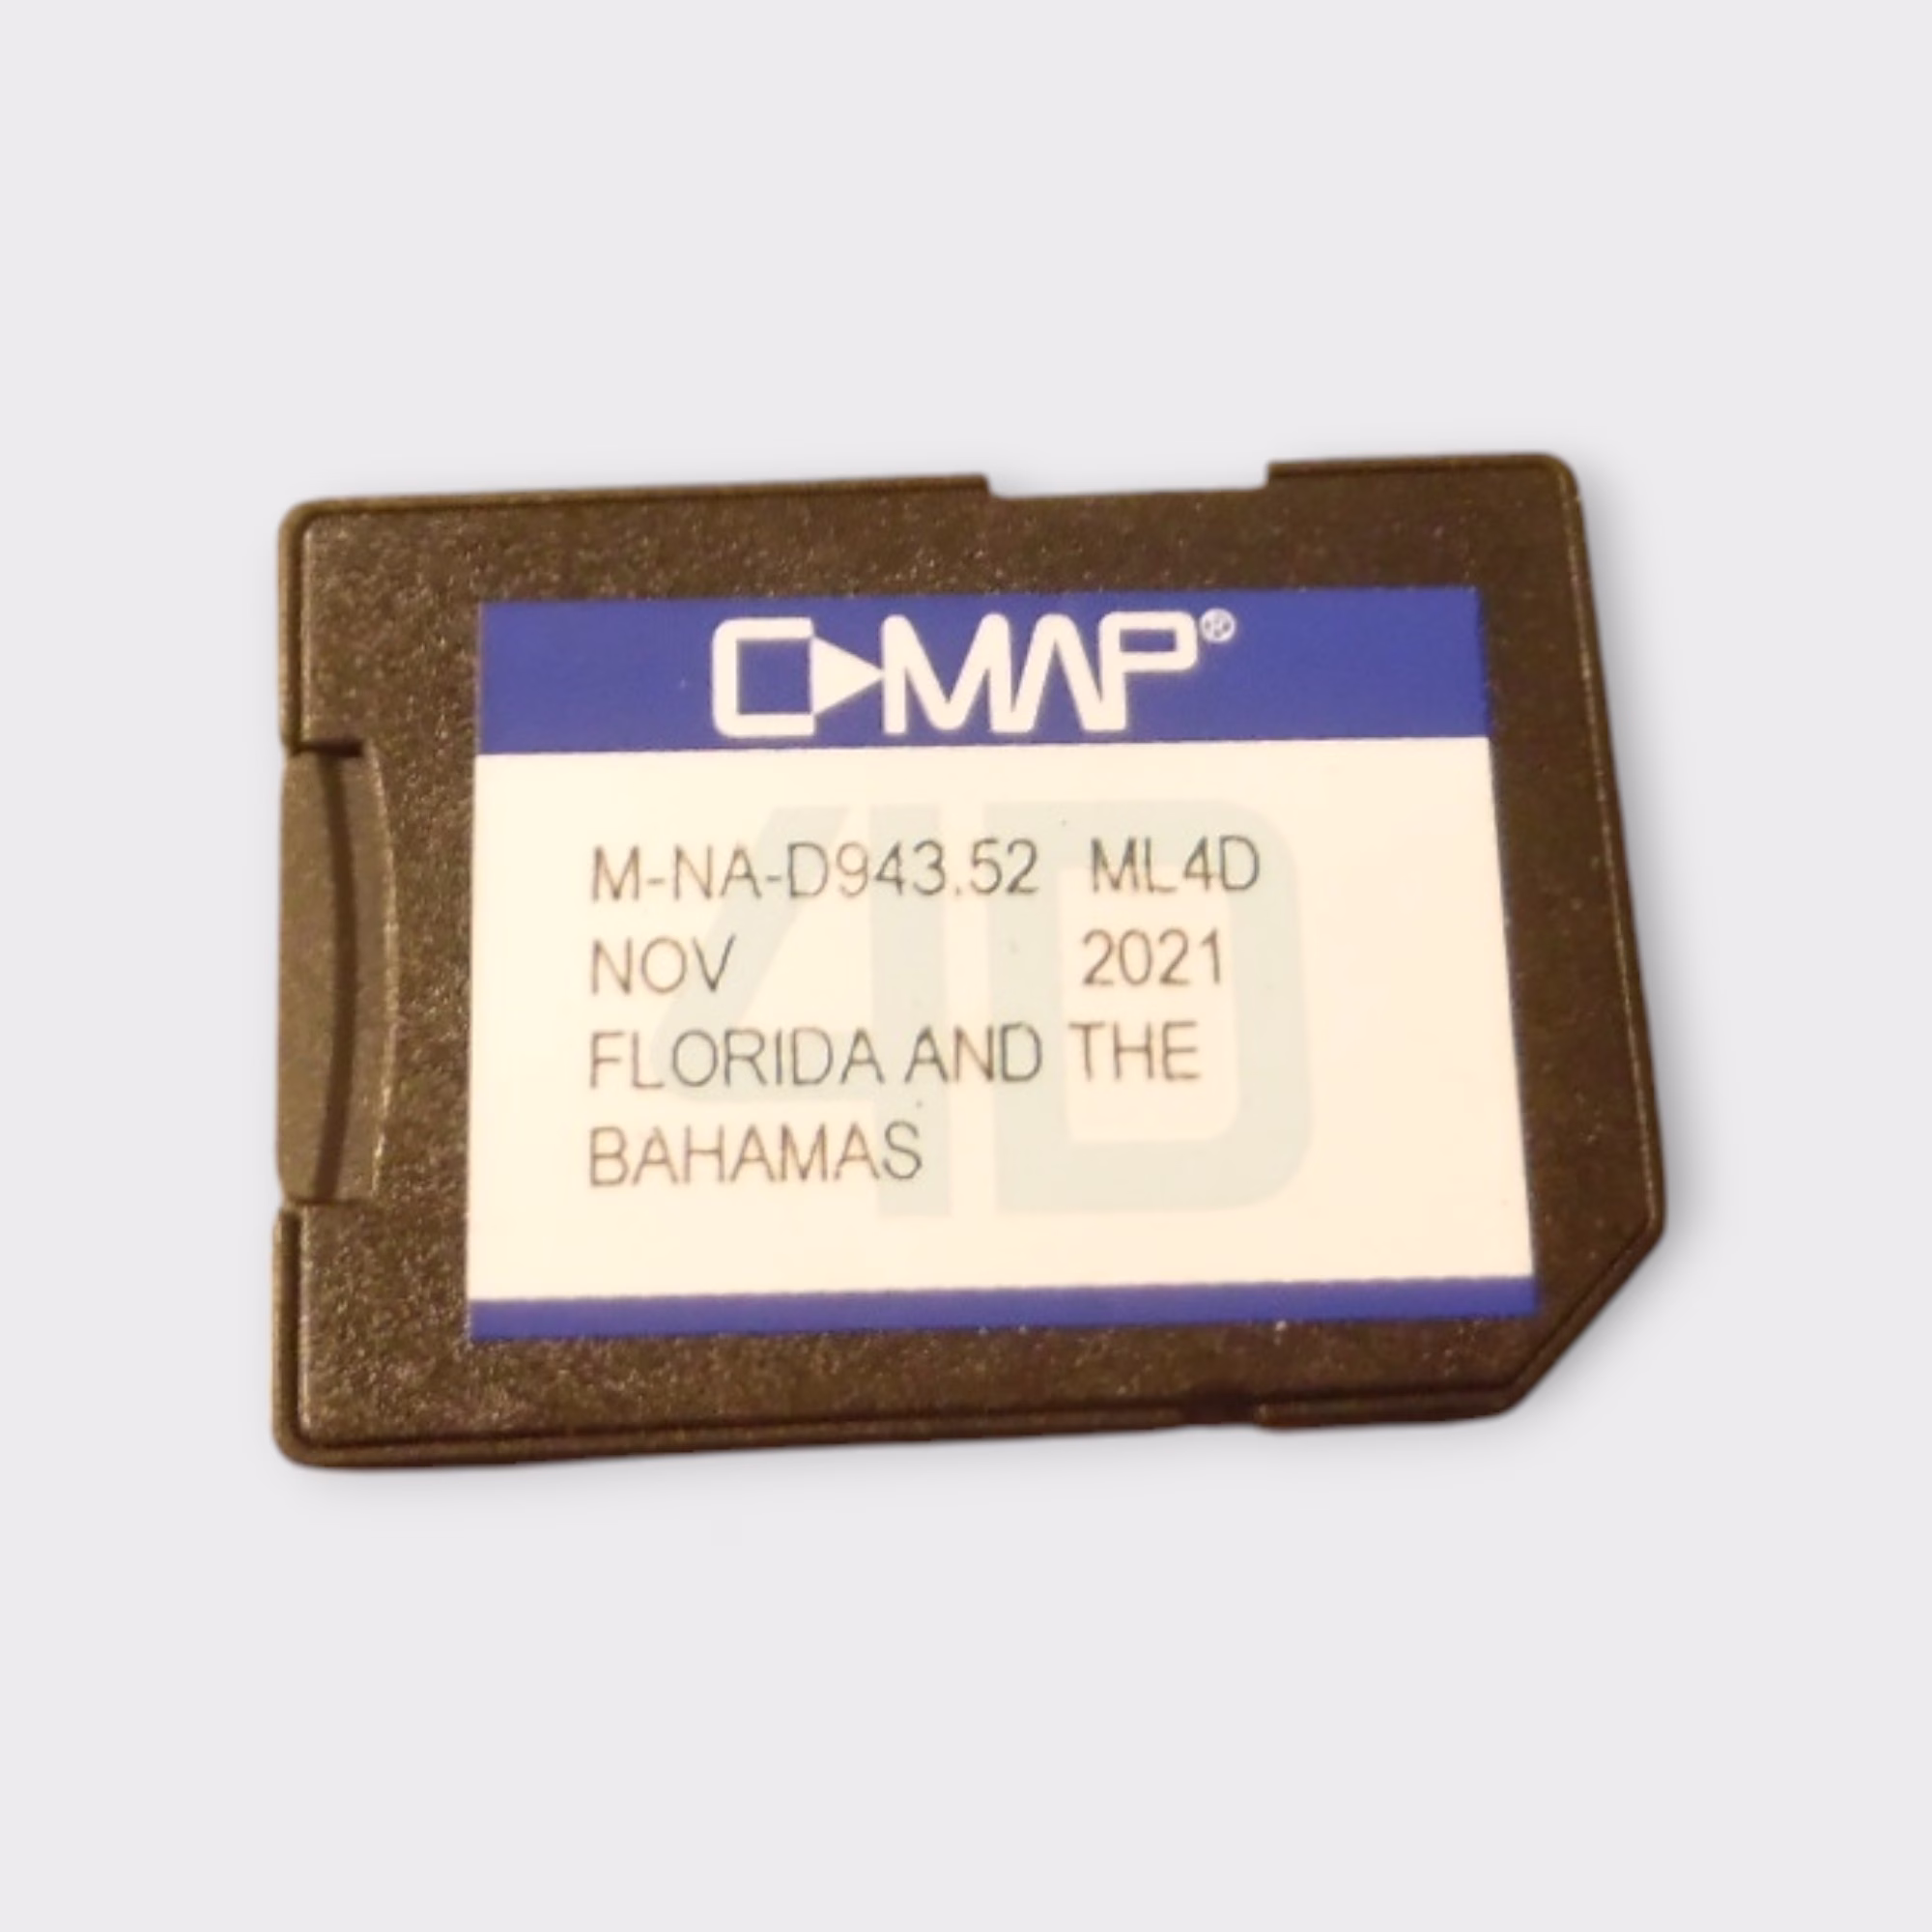 C-MAP®
4D
M-NA-D943.52 ML4D
NOV 2021
FLORIDA AND THE
BAHAMAS